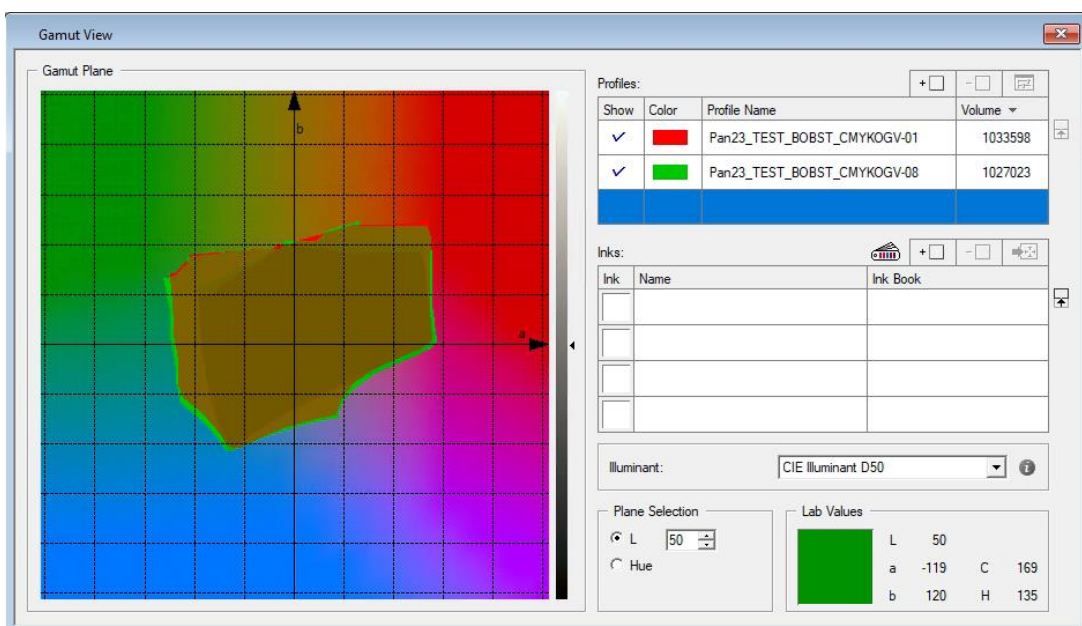 Gamut View
Gamut Plane
b
a
Profiles:
Show Color Profile Name Volume
Pan23_TEST_BOBST_CMYKOGV-01 1033598
Pan23_TEST_BOBST_CMYKOGV-08 1027023
Inks:
Ink Name Ink Book
Illuminant: CIE Illuminant D50
Plane Selection
L 50
Hue
Lab Values
L 50
a -119 C 169
b 120 H 135